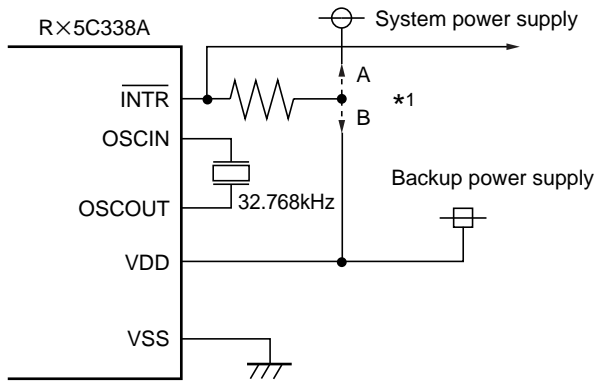 System power supply
R×5C338A
A
INTR
*1
B
OSCIN
Backup power supply
OSCOUT
32.768kHz
VDD
VSS